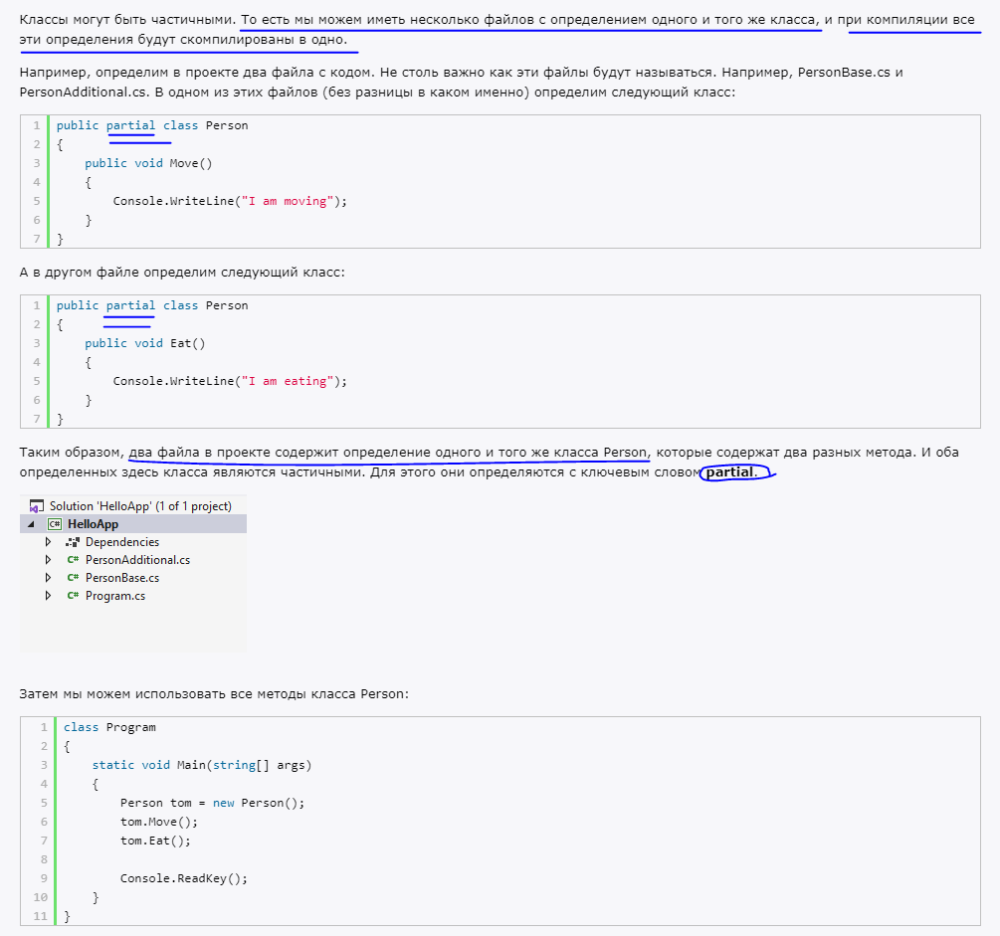 Классы могут быть частичными. То есть мы можем иметь несколько файлов с определением одного и того же класса, и при компиляции все
эти определения будут скомпилированы в одно.
Например, определим в проекте два файла с кодом. Не столь важно как эти файлы будут называться. Например, PersonBase.cs и
PersonAdditional.cs. В одном из этих файлов (без разницы в каком именно) определим следующий класс:
1 public partial class Person
2 {
3     public void Move()
4     {
5         Console.WriteLine("I am moving");
6     }
7 }
А в другом файле определим следующий класс:
1 public partial class Person
2 {
3     public void Eat()
4     {
5         Console.WriteLine("I am eating");
6     }
7 }
Таким образом, два файла в проекте содержит определение одного и того же класса Person, которые содержат два разных метода. И оба
определенных здесь класса являются частичными. Для этого они определяются с ключевым словом partial.
Solution 'HelloApp' (1 of 1 project)
C# HelloApp
Dependencies
C# PersonAdditional.cs
C# PersonBase.cs
C# Program.cs
Затем мы можем использовать все методы класса Person:
1 class Program
2 {
3     static void Main(string[] args)
4     {
5         Person tom = new Person();
6         tom.Move();
7         tom.Eat();
8
9         Console.ReadKey();
10     }
11 }